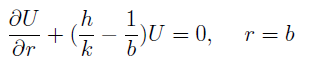 ∂U/∂r + (h/k − 1/b)U = 0, r = b